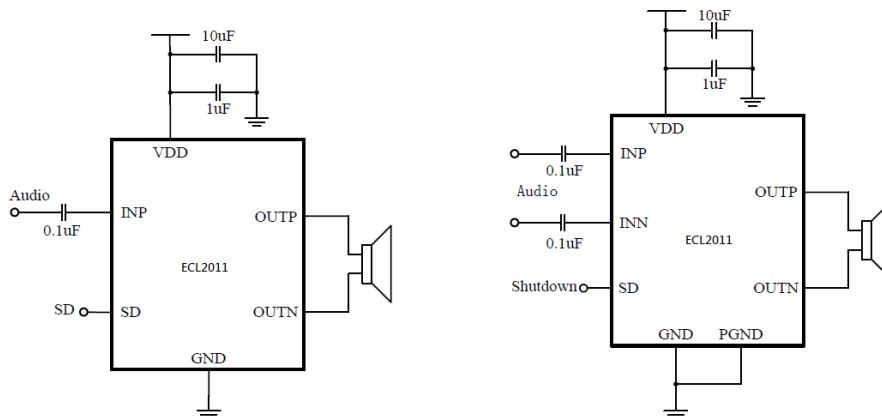 10uF
1uF
VDD
Audio
0.1uF
INP
OUTP
ECL2011
SD
SD
OUTN
GND
10uF
1uF
VDD
INP
0.1uF
Audio
INN
0.1uF
OUTP
ECL2011
Shutdown
SD
OUTN
GND
PGND